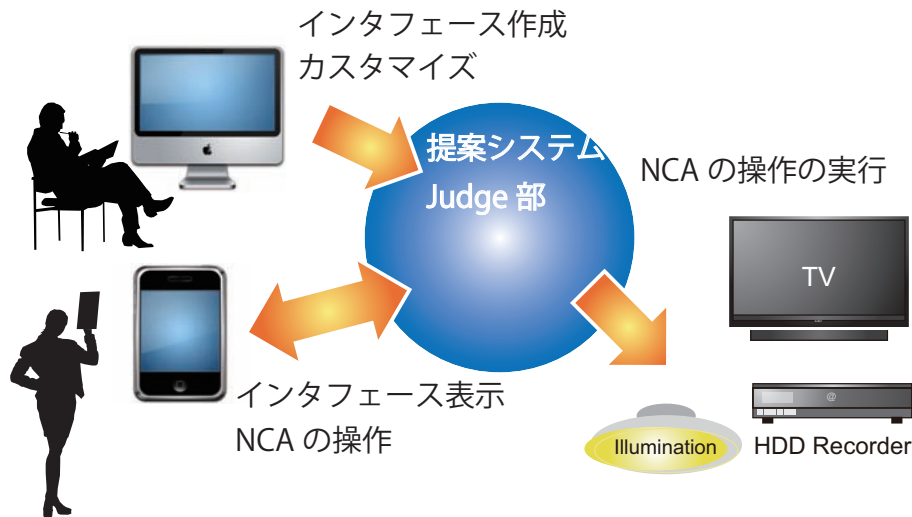 インタフェース作成
カスタマイズ
提案システム
Judge 部
NCA の操作の実行
TV
インタフェース表示
NCA の操作
@
Illumination
HDD Recorder